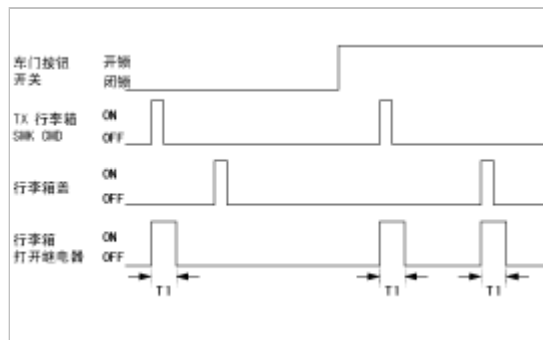 车门按钮 开锁
开关 闭锁
TX 行李箱 ON
SMK CMD OFF
ON
行李箱盖
OFF
行李箱 ON
打开继电器 OFF
T1 T1 T1